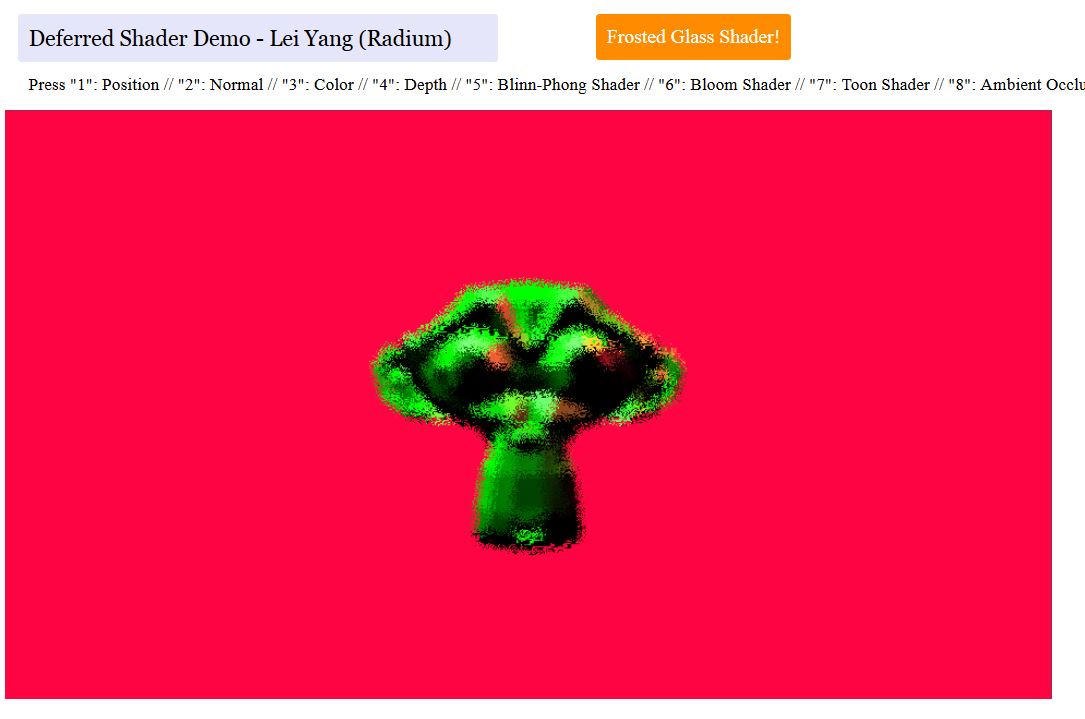 Deferred Shader Demo - Lei Yang (Radium)
Frosted Glass Shader!
Press "1": Position // "2": Normal // "3": Color // "4": Depth // "5": Blinn-Phong Shader // "6": Bloom Shader // "7": Toon Shader // "8": Ambient Occlu